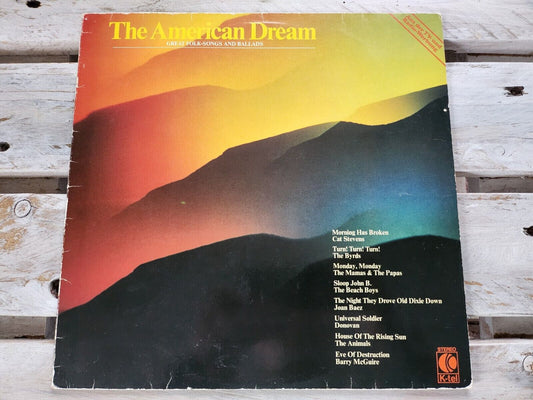 The American Dream
GREAT FOLK-SONGS AND BALLADS
Morning Has Broken
Cat Stevens
Turn! Turn! Turn!
The Byrds
Monday, Monday
The Mamas & The Papas
Sloop John B.
The Beach Boys
The Night They Drove Old Dixie Down
Joan Baez
Universal Soldier
Donovan
House Of The Rising Sun
The Animals
Eve Of Destruction
Barry McGuire
STEREO
K-tel